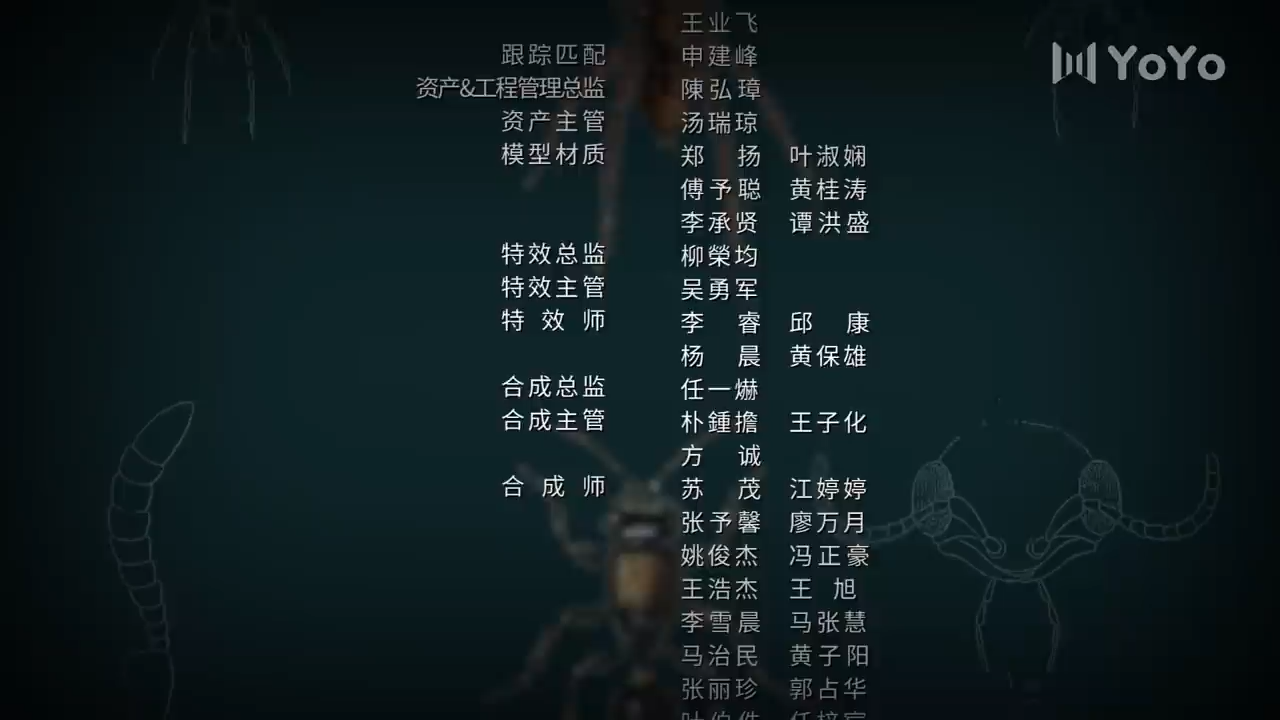 王业飞
YoYo
跟踪匹配 申建峰
资产&工程管理总监 陳弘璋
资产主管 汤瑞琼
模型材质 郑 扬 叶淑娴
傅予聪 黄桂涛
李承贤 谭洪盛
特效总监 柳榮均
特效主管 吴勇军
特效师 李 睿 邱 康
杨 晨 黄保雄
合成总监 任一爀
合成主管 朴鍾擔 王子化
方 诚
合成师 苏 茂 江婷婷
张予馨 廖万月
姚俊杰 冯正豪
王浩杰 王 旭
李雪晨 马张慧
马治民 黄子阳
张丽珍 郭占华